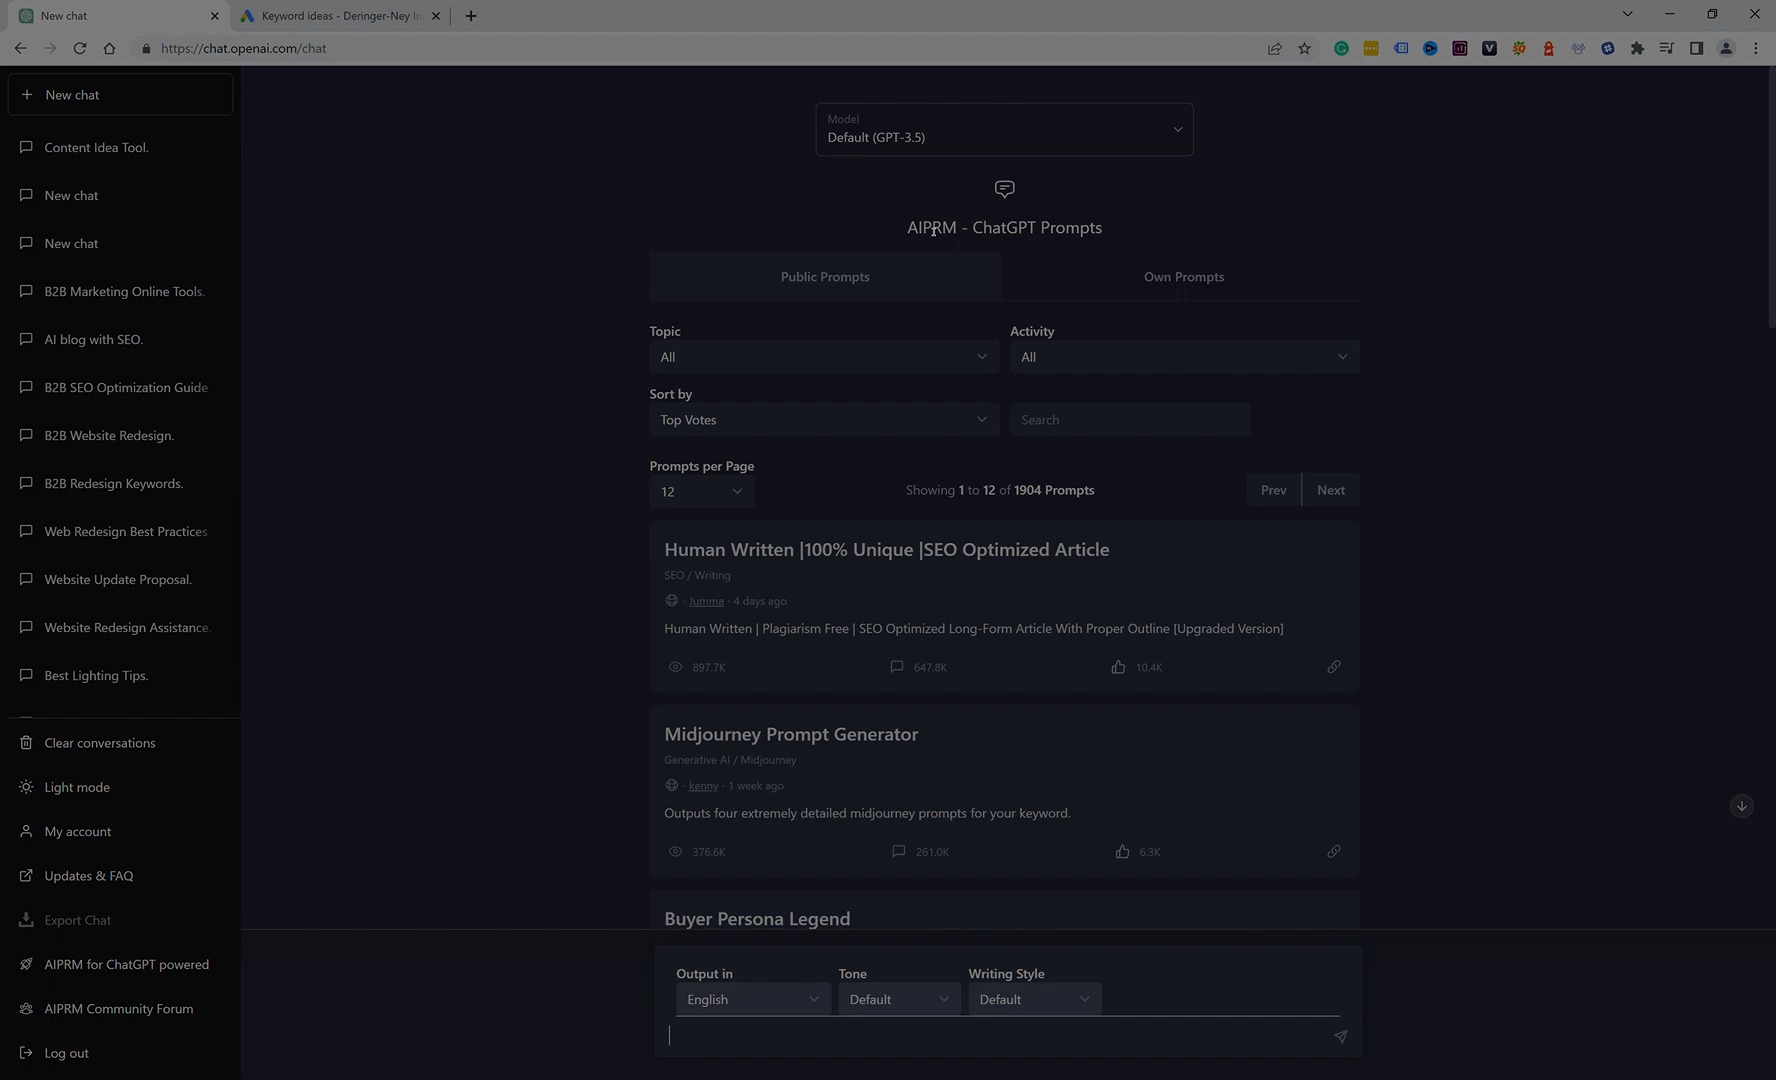 New chat
Keyword ideas - Deringer-Ney In
https://chat.openai.com/chat
New chat
Content Idea Tool.
New chat
New chat
B2B Marketing Online Tools.
AI blog with SEO.
B2B SEO Optimization Guide
B2B Website Redesign.
B2B Redesign Keywords.
Web Redesign Best Practices
Website Update Proposal.
Website Redesign Assistance.
Best Lighting Tips.
Clear conversations
Light mode
My account
Updates & FAQ
Export Chat
AIPRM for ChatGPT powered
AIPRM Community Forum
Log out
Model
Default (GPT-3.5)
AIPRM - ChatGPT Prompts
Public Prompts
Own Prompts
Topic
Activity
All
All
Sort by
Top Votes
Search
Prompts per Page
12
Showing 1 to 12 of 1904 Prompts
Prev
Next
Human Written |100% Unique |SEO Optimized Article
SEO / Writing
· Jumma · 4 days ago
Human Written | Plagiarism Free | SEO Optimized Long-Form Article With Proper Outline [Upgraded Version]
897.7K
647.8K
10.4K
Midjourney Prompt Generator
Generative AI / Midjourney
· kenny · 1 week ago
Outputs four extremely detailed midjourney prompts for your keyword.
376.6K
261.0K
6.3K
Buyer Persona Legend
Output in
Tone
Writing Style
English
Default
Default